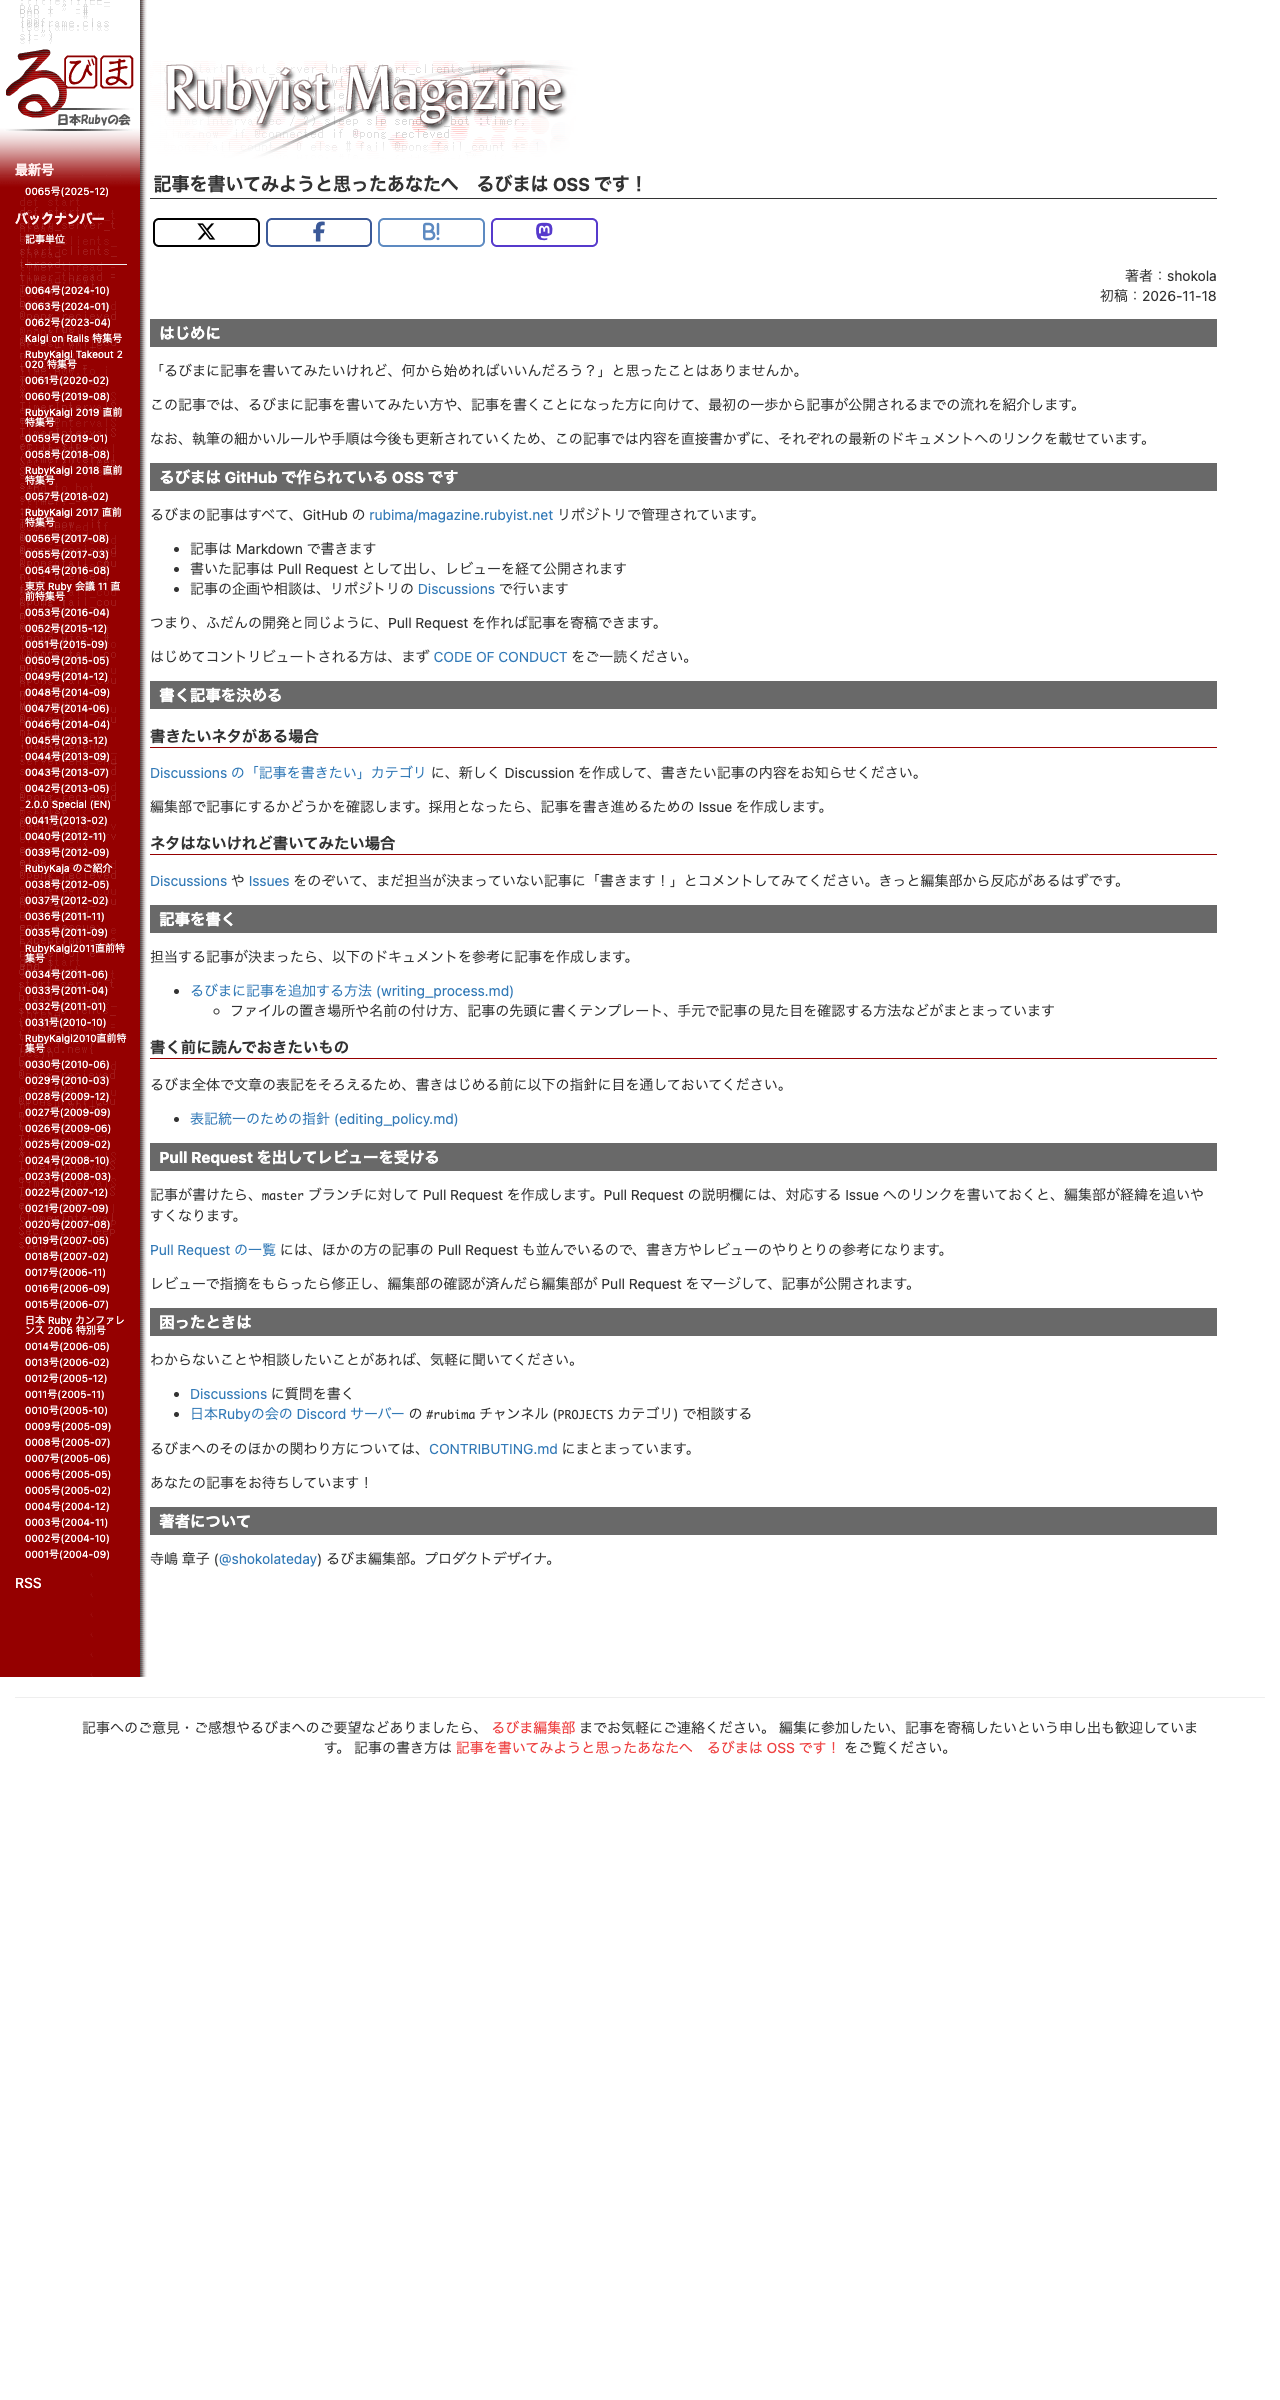 るびま
日本Rubyの会
Rubyist Magazine
最新号
0065号(2025-12)
バックナンバー
記事単位
0064号(2024-10)
0063号(2024-01)
0062号(2023-04)
Kaigi on Rails 特集号
RubyKaigi Takeout 2
020 特集号
0061号(2020-02)
0060号(2019-08)
RubyKaigi 2019 直前
特集号
0059号(2019-01)
0058号(2018-08)
RubyKaigi 2018 直前
特集号
0057号(2018-02)
RubyKaigi 2017 直前
特集号
0056号(2017-08)
0055号(2017-03)
0054号(2016-08)
東京 Ruby 会議 11 直
前特集号
0053号(2016-04)
0052号(2015-12)
0051号(2015-09)
0050号(2015-05)
0049号(2014-12)
0048号(2014-09)
0047号(2014-06)
0046号(2014-04)
0045号(2013-12)
0044号(2013-09)
0043号(2013-07)
0042号(2013-05)
2.0.0 Special (EN)
0041号(2013-02)
0040号(2012-11)
0039号(2012-09)
RubyKaja のご紹介
0038号(2012-05)
0037号(2012-02)
0036号(2011-11)
0035号(2011-09)
RubyKaigi2011直前特
集号
0034号(2011-06)
0033号(2011-04)
0032号(2011-01)
0031号(2010-10)
RubyKaigi2010直前特
集号
0030号(2010-06)
0029号(2010-03)
0028号(2009-12)
0027号(2009-09)
0026号(2009-06)
0025号(2009-02)
0024号(2008-10)
0023号(2008-03)
0022号(2007-12)
0021号(2007-09)
0020号(2007-08)
0019号(2007-05)
0018号(2007-02)
0017号(2006-11)
0016号(2006-09)
0015号(2006-07)
日本 Ruby カンファレ
ンス 2006 特別号
0014号(2006-05)
0013号(2006-02)
0012号(2005-12)
0011号(2005-11)
0010号(2005-10)
0009号(2005-09)
0008号(2005-07)
0007号(2005-06)
0006号(2005-05)
0005号(2005-02)
0004号(2004-12)
0003号(2004-11)
0002号(2004-10)
0001号(2004-09)
RSS
記事を書いてみようと思ったあなたへ　るびまは OSS です！
B!
著者：shokola
初稿：2026-11-18
はじめに
「るびまに記事を書いてみたいけれど、何から始めればいいんだろう？」と思ったことはありませんか。
この記事では、るびまに記事を書いてみたい方や、記事を書くことになった方に向けて、最初の一歩から記事が公開されるまでの流れを紹介します。
なお、執筆の細かいルールや手順は今後も更新されていくため、この記事では内容を直接書かずに、それぞれの最新のドキュメントへのリンクを載せています。
るびまは GitHub で作られている OSS です
るびまの記事はすべて、GitHub の rubima/magazine.rubyist.net リポジトリで管理されています。
• 記事は Markdown で書きます
• 書いた記事は Pull Request として出し、レビューを経て公開されます
• 記事の企画や相談は、リポジトリの Discussions で行います
つまり、ふだんの開発と同じように、Pull Request を作れば記事を寄稿できます。
はじめてコントリビュートされる方は、まず CODE OF CONDUCT をご一読ください。
書く記事を決める
書きたいネタがある場合
Discussions の「記事を書きたい」カテゴリ に、新しく Discussion を作成して、書きたい記事の内容をお知らせください。
編集部で記事にするかどうかを確認します。採用となったら、記事を書き進めるための Issue を作成します。
ネタはないけれど書いてみたい場合
Discussions や Issues をのぞいて、まだ担当が決まっていない記事に「書きます！」とコメントしてみてください。きっと編集部から反応があるはずです。
記事を書く
担当する記事が決まったら、以下のドキュメントを参考に記事を作成します。
• るびまに記事を追加する方法 (writing_process.md)
◦ ファイルの置き場所や名前の付け方、記事の先頭に書くテンプレート、手元で記事の見た目を確認する方法などがまとまっています
書く前に読んでおきたいもの
るびま全体で文章の表記をそろえるため、書きはじめる前に以下の指針に目を通しておいてください。
• 表記統一のための指針 (editing_policy.md)
Pull Request を出してレビューを受ける
記事が書けたら、master ブランチに対して Pull Request を作成します。Pull Request の説明欄には、対応する Issue へのリンクを書いておくと、編集部が経緯を追いや
すくなります。
Pull Request の一覧 には、ほかの方の記事の Pull Request も並んでいるので、書き方やレビューのやりとりの参考になります。
レビューで指摘をもらったら修正し、編集部の確認が済んだら編集部が Pull Request をマージして、記事が公開されます。
困ったときは
わからないことや相談したいことがあれば、気軽に聞いてください。
• Discussions に質問を書く
• 日本Rubyの会の Discord サーバー の #rubima チャンネル (PROJECTS カテゴリ) で相談する
るびまへのそのほかの関わり方については、CONTRIBUTING.md にまとまっています。
あなたの記事をお待ちしています！
著者について
寺嶋 章子 (@shokolateday) るびま編集部。プロダクトデザイナ。
記事へのご意見・ご感想やるびまへのご要望などありましたら、 るびま編集部 までお気軽にご連絡ください。 編集に参加したい、記事を寄稿したいという申し出も歓迎していま
す。 記事の書き方は 記事を書いてみようと思ったあなたへ　るびまは OSS です！ をご覧ください。